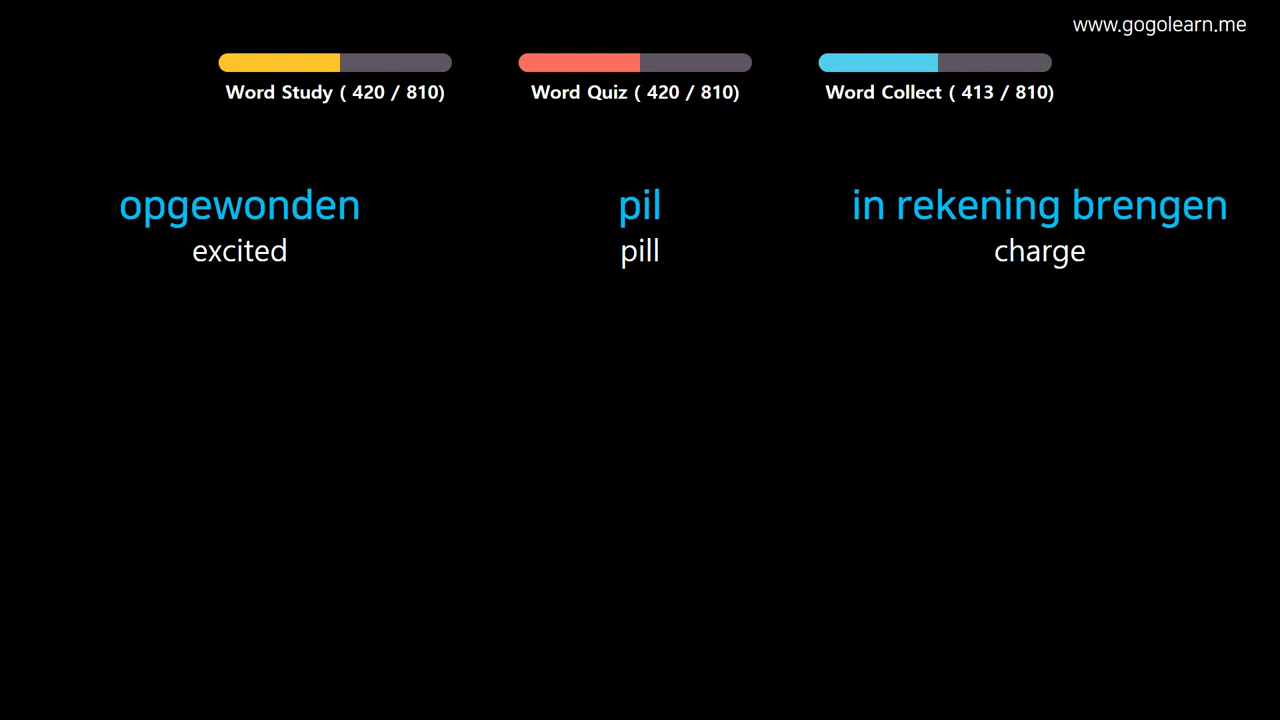 www.gogolearn.me
Word Study ( 420 / 810)
Word Quiz ( 420 / 810)
Word Collect ( 413 / 810)
opgewonden
excited
pil
pill
in rekening brengen
charge